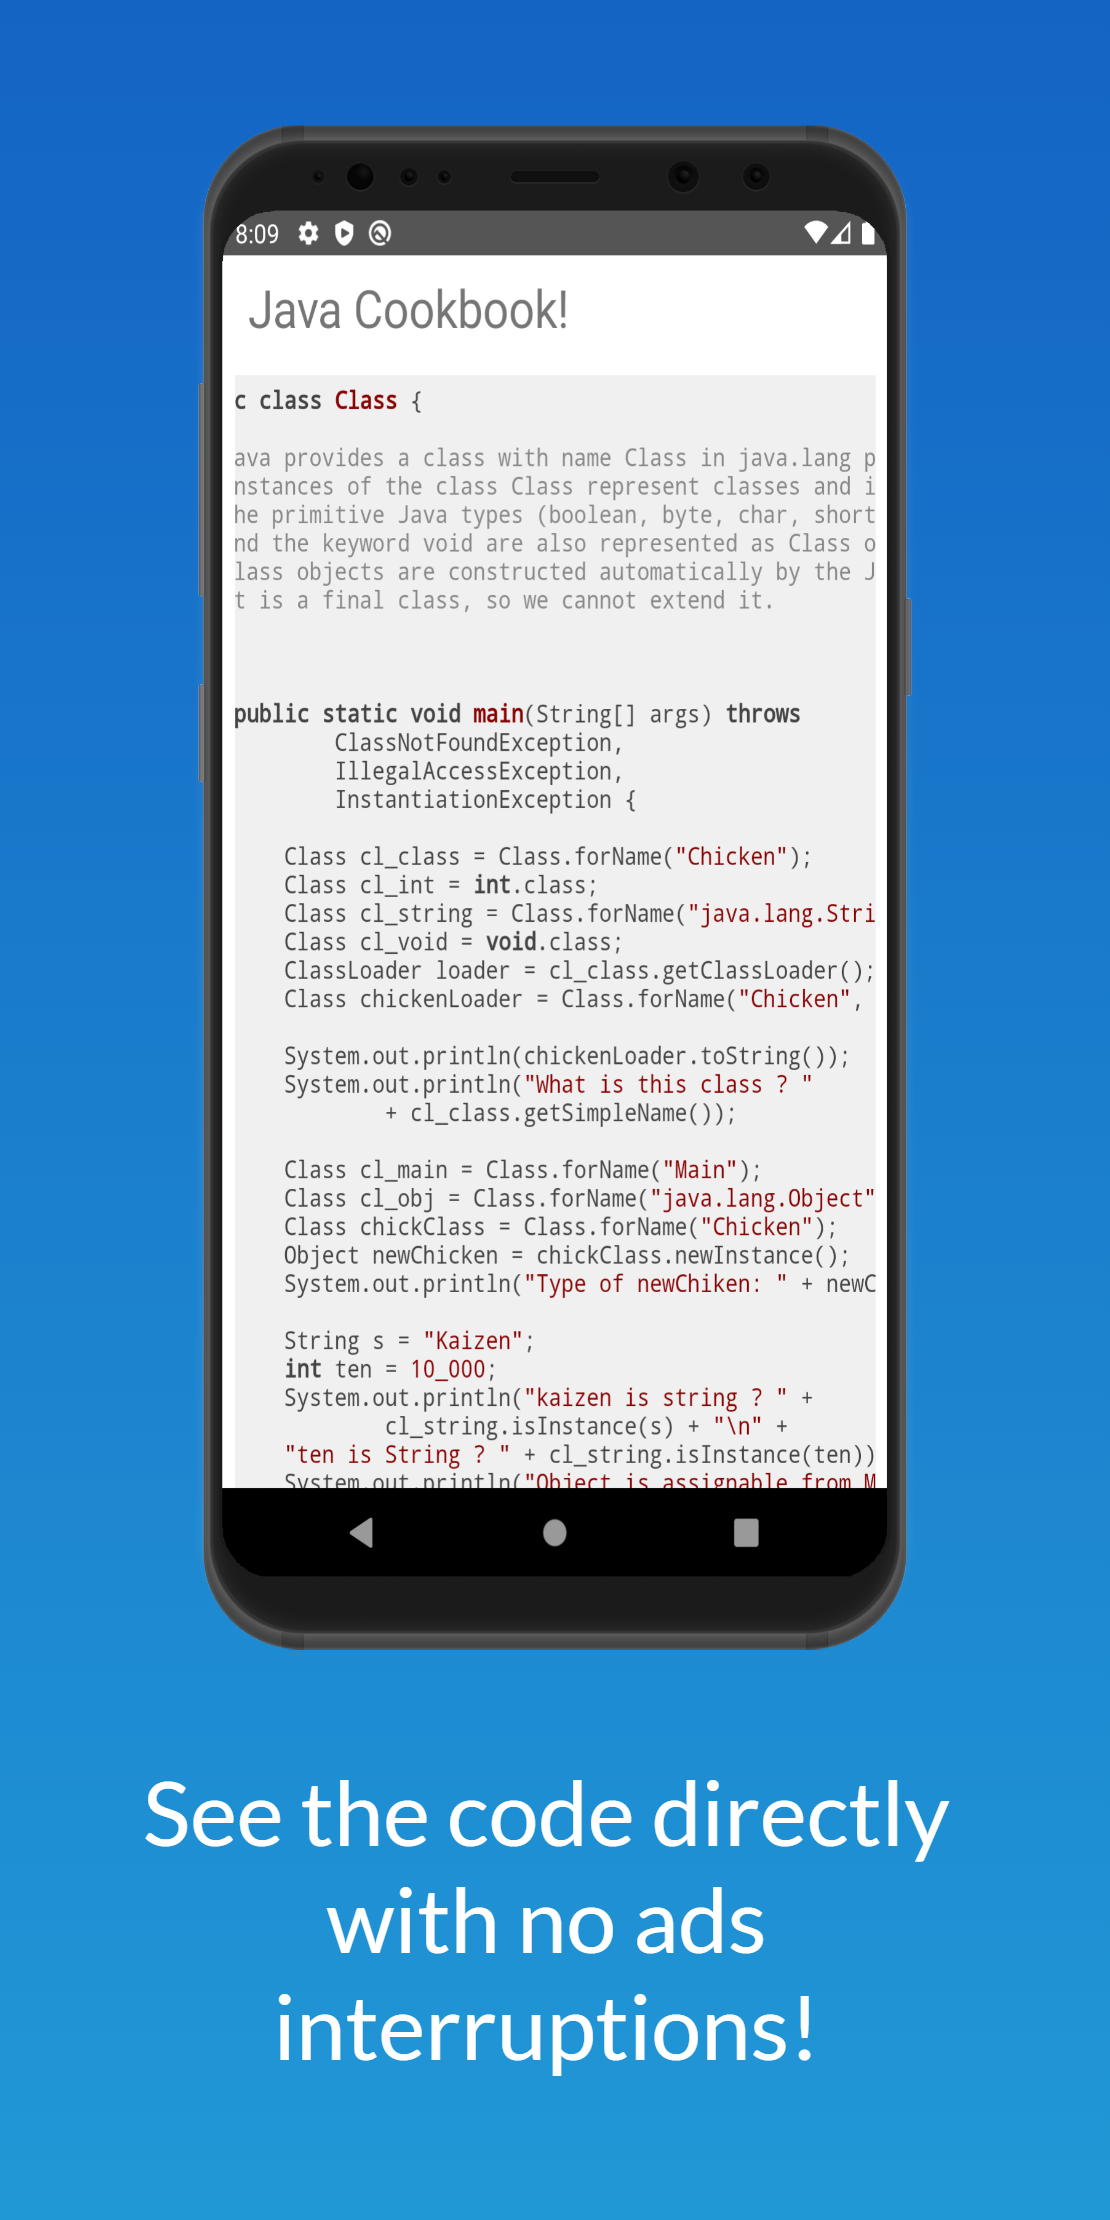 8:09
Java Cookbook!
c class Class {
ava provides a class with name Class in java.lang p
nstances of the class Class represent classes and i
he primitive Java types (boolean, byte, char, short
nd the keyword void are also represented as Class o
lass objects are constructed automatically by the J
t is a final class, so we cannot extend it.
public static void main(String[] args) throws
ClassNotFoundException,
IllegalAccessException,
InstantiationException {
Class cl_class = Class.forName("Chicken");
Class cl_int = int.class;
Class cl_string = Class.forName("java.lang.Stri
Class cl_void = void.class;
ClassLoader loader = cl_class.getClassLoader();
Class chickenLoader = Class.forName("Chicken",
System.out.println(chickenLoader.toString());
System.out.println("What is this class ? "
+ cl_class.getSimpleName());
Class cl_main = Class.forName("Main");
Class cl_obj = Class.forName("java.lang.Object"
Class chickClass = Class.forName("Chicken");
Object newChicken = chickClass.newInstance();
System.out.println("Type of newChiken: " + newC
String s = "Kaizen";
int ten = 10_000;
System.out.println("kaizen is string ? " +
cl_string.isInstance(s) + "\n" +
"ten is String ? " + cl_string.isInstance(ten))
System.out.println("Object is assignable from M
See the code directly
with no ads
interruptions!